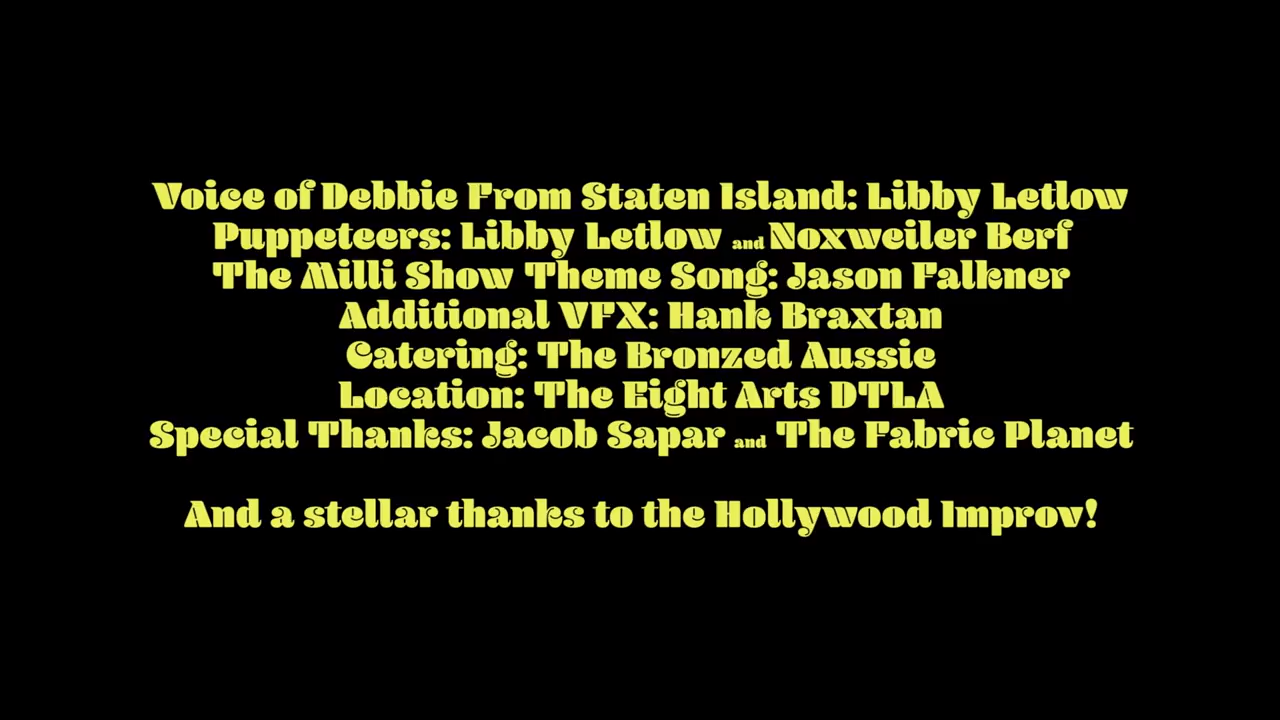 Voice of Debbie From Staten Island: Libby Letlow
Puppeteers: Libby Letlow and Noxweiler Berf
The Milli Show Theme Song: Jason Falkner
Additional VFX: Hank Braxtan
Catering: The Bronzed Aussie
Location: The Eight Arts DTLA
Special Thanks: Jacob Sapar and The Fabric Planet
And a stellar thanks to the Hollywood Improv!